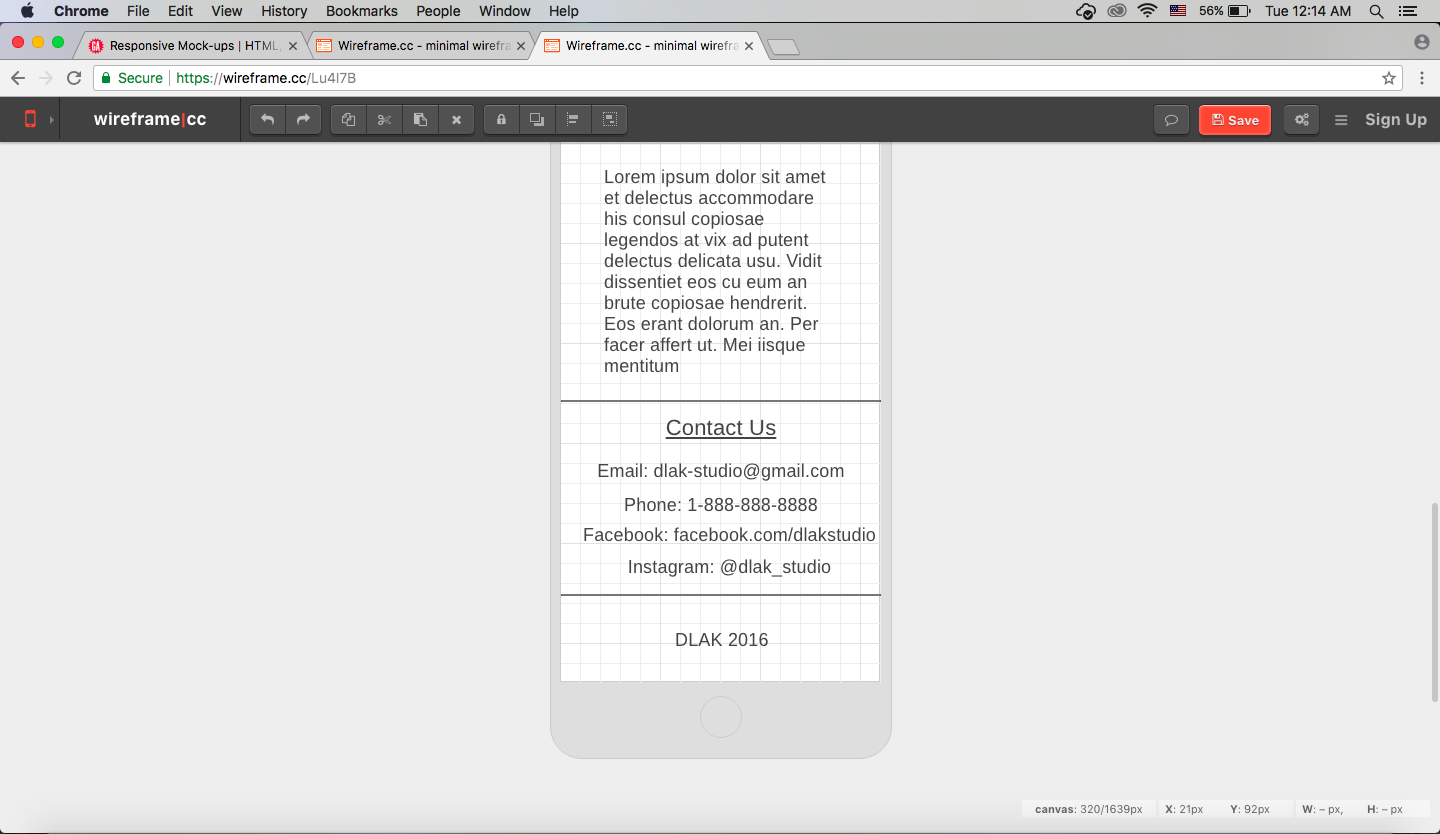 Chrome File Edit View History Bookmarks People Window Help 56% Tue 12:14 AM
GA Responsive Mock-ups | HTML, Wireframe.cc - minimal wirefra Wireframe.cc - minimal wirefra
Secure https://wireframe.cc/Lu4l7B
wireframe|cc Save Sign Up
Lorem ipsum dolor sit amet
et delectus accommodare
his consul copiosae
legendos at vix ad putent
delectus delicata usu. Vidit
dissentiet eos cu eum an
brute copiosae hendrerit.
Eos erant dolorum an. Per
facer affert ut. Mei iisque
mentitum
Contact Us
Email: dlak-studio@gmail.com
Phone: 1-888-888-8888
Facebook: facebook.com/dlakstudio
Instagram: @dlak_studio
DLAK 2016
canvas: 320/1639px X: 21px Y: 92px W: – px, H: – px